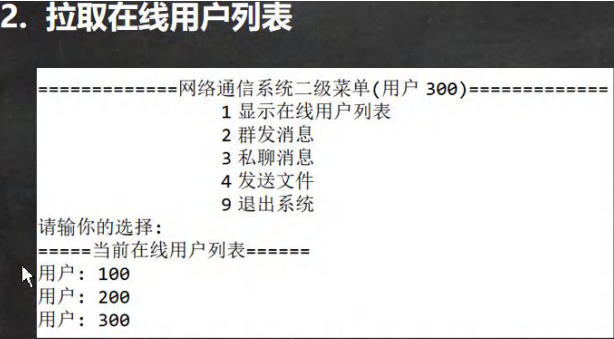 2. 拉取在线用户列表
=============网络通信系统二级菜单(用户 300)=============
1 显示在线用户列表
2 群发消息
3 私聊消息
4 发送文件
9 退出系统
请输你的选择:
=====当前在线用户列表======
用户: 100
用户: 200
用户: 300